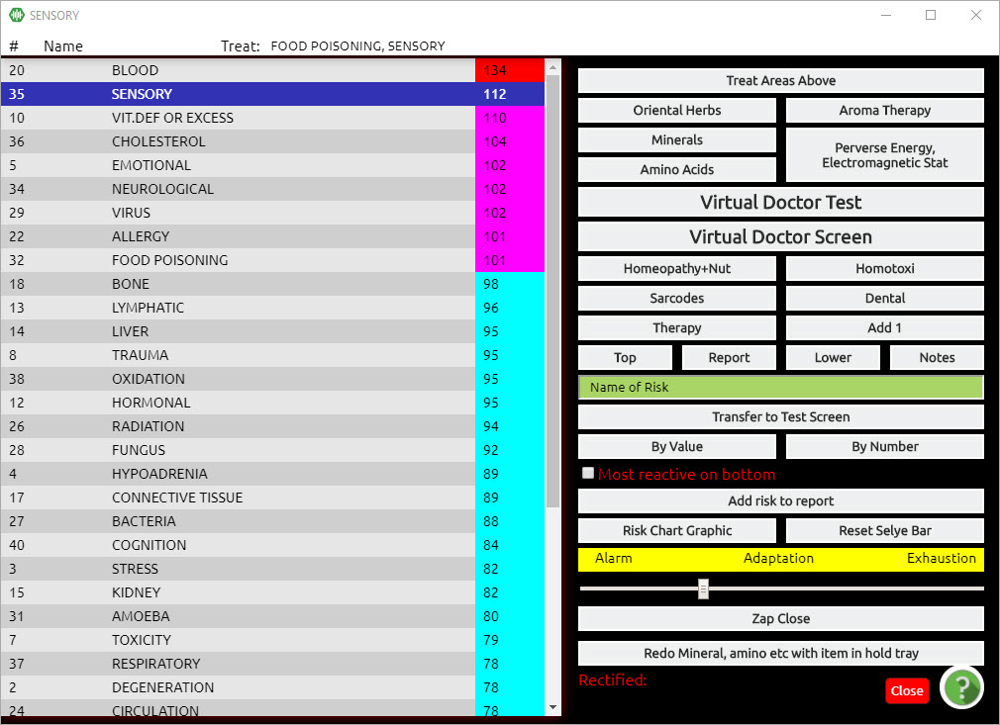 SENSORY
# Name Treat: FOOD POISONING, SENSORY
20 BLOOD 134
35 SENSORY 112
10 VIT.DEF OR EXCESS 110
36 CHOLESTEROL 104
5 EMOTIONAL 102
34 NEUROLOGICAL 102
29 VIRUS 102
22 ALLERGY 101
32 FOOD POISONING 101
18 BONE 98
13 LYMPHATIC 96
14 LIVER 95
8 TRAUMA 95
38 OXIDATION 95
12 HORMONAL 95
26 RADIATION 94
28 FUNGUS 92
4 HYPOADRENIA 89
17 CONNECTIVE TISSUE 89
27 BACTERIA 88
40 COGNITION 84
3 STRESS 82
15 KIDNEY 82
31 AMOEBA 80
7 TOXICITY 79
37 RESPIRATORY 78
2 DEGENERATION 78
24 CIRCULATION 78
Treat Areas Above
Oriental Herbs Aroma Therapy
Minerals
Perverse Energy,
Electromagnetic Stat
Amino Acids
Virtual Doctor Test
Virtual Doctor Screen
Homeopathy+Nut Homotoxi
Sarcodes Dental
Therapy Add 1
Top Report Lower Notes
Name of Risk
Transfer to Test Screen
By Value By Number
Most reactive on bottom
Add risk to report
Risk Chart Graphic Reset Selye Bar
Alarm Adaptation Exhaustion
Zap Close
Redo Mineral, amino etc with item in hold tray
Rectified:
Close ?